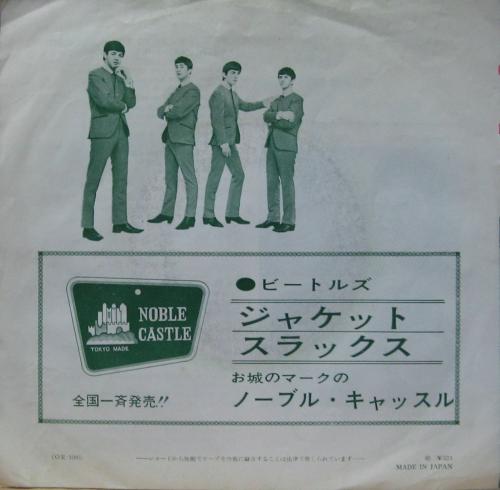 ●ビートルズ
ジャケット
スラックス
お城のマークの
ノーブル・キャッスル
NOBLE
CASTLE
TOKYO MADE
全国一斉発売!!
MADE IN JAPAN